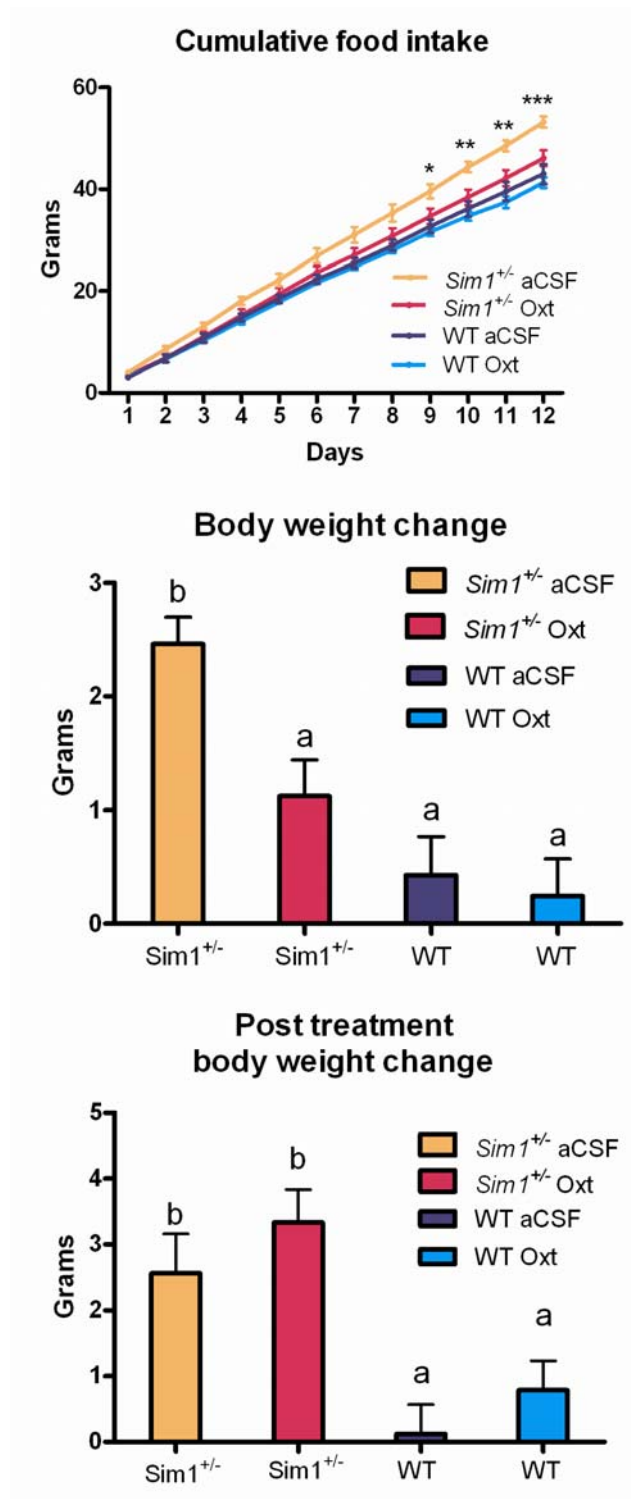 Cumulative food intake
60
40
20
0
Grams
*
**
**
***
Sim1+/- aCSF
Sim1+/- Oxt
WT aCSF
WT Oxt
1 2 3 4 5 6 7 8 9 10 11 12
Days
Body weight change
3
2
1
0
Grams
b
a
a
a
Sim1+/- aCSF
Sim1+/- Oxt
WT aCSF
WT Oxt
Sim1+/- Sim1+/- WT WT
Post treatment
body weight change
5
4
3
2
1
0
Grams
b
b
a
a
Sim1+/- aCSF
Sim1+/- Oxt
WT aCSF
WT Oxt
Sim1+/- Sim1+/- WT WT